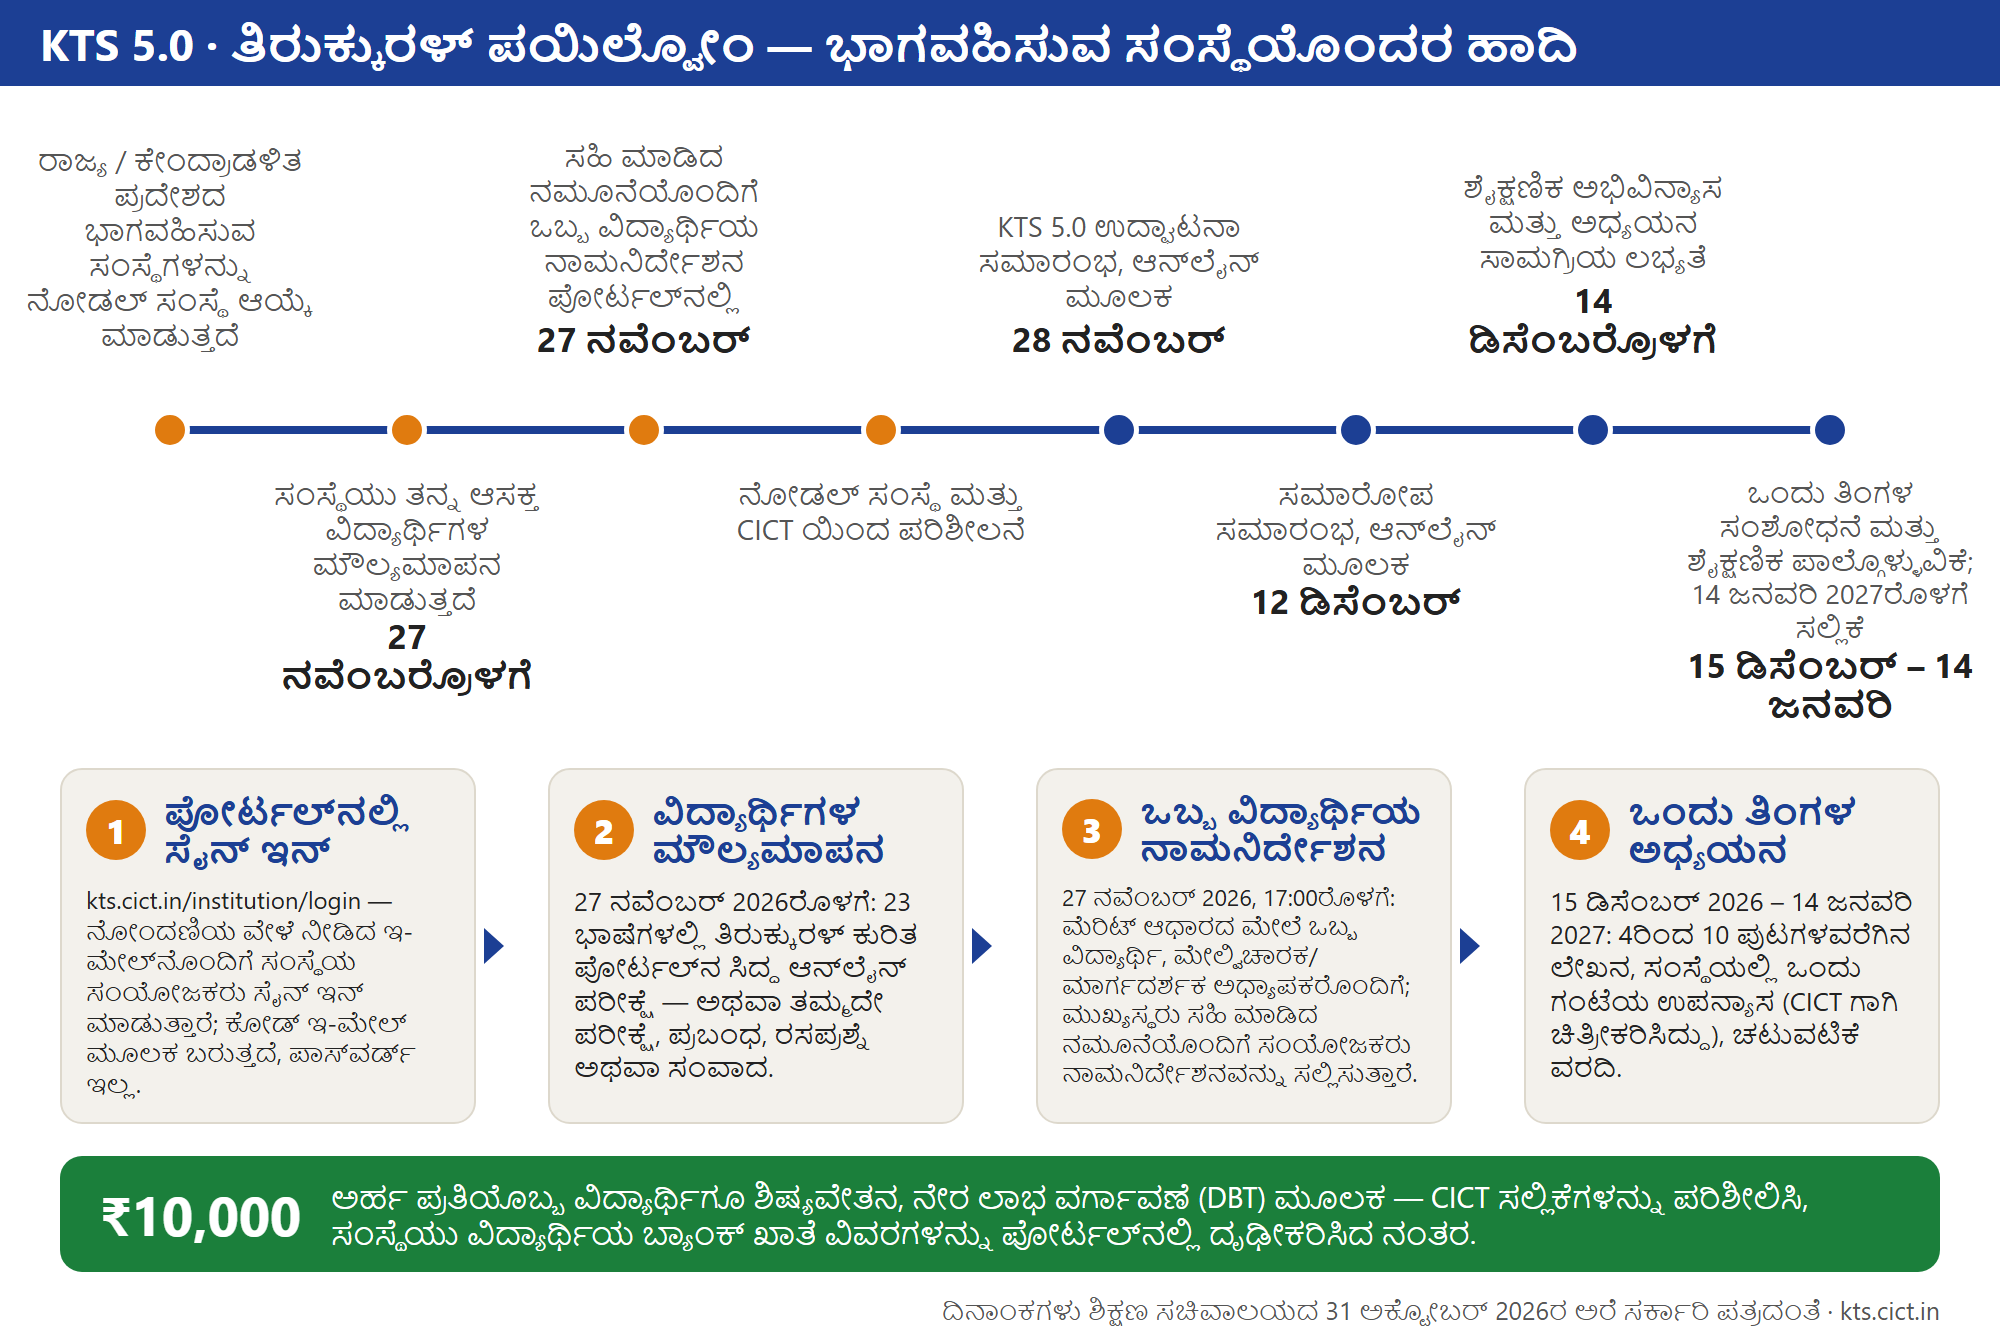 KTS 5.0 · ತಿರುಕ್ಕುರಳ್ ಪಯಿಲ್ವೋಂ — ಭಾಗವಹಿಸುವ ಸಂಸ್ಥೆಯೊಂದರ ಹಾದಿ
ರಾಜ್ಯ / ಕೇಂದ್ರಾಡಳಿತ
ಪ್ರದೇಶದ
ಭಾಗವಹಿಸುವ
ಸಂಸ್ಥೆಗಳನ್ನು
ನೋಡಲ್ ಸಂಸ್ಥೆ ಆಯ್ಕೆ
ಮಾಡುತ್ತದೆ
ಸಂಸ್ಥೆಯು ತನ್ನ ಆಸಕ್ತ
ವಿದ್ಯಾರ್ಥಿಗಳ
ಮೌಲ್ಯಮಾಪನ
ಮಾಡುತ್ತದೆ
27
ನವೆಂಬರ್‌ರೊಳಗೆ
ಸಹಿ ಮಾಡಿದ
ನಮೂನೆಯೊಂದಿಗೆ
ಒಬ್ಬ ವಿದ್ಯಾರ್ಥಿಯ
ನಾಮನಿರ್ದೇಶನ
ಪೋರ್ಟಲ್‌ನಲ್ಲಿ
27 ನವೆಂಬರ್
ನೋಡಲ್ ಸಂಸ್ಥೆ ಮತ್ತು
CICT ಯಿಂದ ಪರಿಶೀಲನೆ
KTS 5.0 ಉದ್ಘಾಟನಾ
ಸಮಾರಂಭ, ಆನ್‌ಲೈನ್
ಮೂಲಕ
28 ನವೆಂಬರ್
ಸಮಾರೋಪ
ಸಮಾರಂಭ, ಆನ್‌ಲೈನ್
ಮೂಲಕ
12 ಡಿಸೆಂಬರ್
ಶೈಕ್ಷಣಿಕ ಅಭಿವಿನ್ಯಾಸ
ಮತ್ತು ಅಧ್ಯಯನ
ಸಾಮಗ್ರಿಯ ಲಭ್ಯತೆ
14
ಡಿಸೆಂಬರ್‌ರೊಳಗೆ
ಒಂದು ತಿಂಗಳ
ಸಂಶೋಧನೆ ಮತ್ತು
ಶೈಕ್ಷಣಿಕ ಪಾಲ್ಗೊಳ್ಳುವಿಕೆ;
14 ಜನವರಿ 2027ರೊಳಗೆ
ಸಲ್ಲಿಕೆ
15 ಡಿಸೆಂಬರ್ – 14
ಜನವರಿ
1 ಪೋರ್ಟಲ್‌ನಲ್ಲಿ
ಸೈನ್ ಇನ್
kts.cict.in/institution/login —
ನೋಂದಣಿಯ ವೇಳೆ ನೀಡಿದ ಇ-
ಮೇಲ್‌ನೊಂದಿಗೆ ಸಂಸ್ಥೆಯ
ಸಂಯೋಜಕರು ಸೈನ್ ಇನ್
ಮಾಡುತ್ತಾರೆ; ಕೋಡ್ ಇ-ಮೇಲ್
ಮೂಲಕ ಬರುತ್ತದೆ, ಪಾಸ್‌ವರ್ಡ್
ಇಲ್ಲ.
2 ವಿದ್ಯಾರ್ಥಿಗಳ
ಮೌಲ್ಯಮಾಪನ
27 ನವೆಂಬರ್ 2026ರೊಳಗೆ: 23
ಭಾಷೆಗಳಲ್ಲಿ ತಿರುಕ್ಕುರಳ್ ಕುರಿತ
ಪೋರ್ಟಲ್‌ನ ಸಿದ್ಧ ಆನ್‌ಲೈನ್
ಪರೀಕ್ಷೆ — ಅಥವಾ ತಮ್ಮದೇ
ಪರೀಕ್ಷೆ, ಪ್ರಬಂಧ, ರಸಪ್ರಶ್ನೆ
ಅಥವಾ ಸಂವಾದ.
3 ಒಬ್ಬ ವಿದ್ಯಾರ್ಥಿಯ
ನಾಮನಿರ್ದೇಶನ
27 ನವೆಂಬರ್ 2026, 17:00ರೊಳಗೆ:
ಮೆರಿಟ್ ಆಧಾರದ ಮೇಲೆ ಒಬ್ಬ
ವಿದ್ಯಾರ್ಥಿ, ಮೇಲ್ವಿಚಾರಕ/
ಮಾರ್ಗದರ್ಶಕ ಅಧ್ಯಾಪಕರೊಂದಿಗೆ;
ಮುಖ್ಯಸ್ಥರು ಸಹಿ ಮಾಡಿದ
ನಮೂನೆಯೊಂದಿಗೆ ಸಂಯೋಜಕರು
ನಾಮನಿರ್ದೇಶನವನ್ನು ಸಲ್ಲಿಸುತ್ತಾರೆ.
4 ಒಂದು ತಿಂಗಳ
ಅಧ್ಯಯನ
15 ಡಿಸೆಂಬರ್ 2026 – 14 ಜನವರಿ
2027: 4ರಿಂದ 10 ಪುಟಗಳವರೆಗಿನ
ಲೇಖನ, ಸಂಸ್ಥೆಯಲ್ಲಿ ಒಂದು
ಗಂಟೆಯ ಉಪನ್ಯಾಸ (CICT ಗಾಗಿ
ಚಿತ್ರೀಕರಿಸಿದ್ದು), ಚಟುವಟಿಕೆ
ವರದಿ.
₹10,000
ಅರ್ಹ ಪ್ರತಿಯೊಬ್ಬ ವಿದ್ಯಾರ್ಥಿಗೂ ಶಿಷ್ಯವೇತನ, ನೇರ ಲಾಭ ವರ್ಗಾವಣೆ (DBT) ಮೂಲಕ — CICT ಸಲ್ಲಿಕೆಗಳನ್ನು ಪರಿಶೀಲಿಸಿ,
ಸಂಸ್ಥೆಯು ವಿದ್ಯಾರ್ಥಿಯ ಬ್ಯಾಂಕ್ ಖಾತೆ ವಿವರಗಳನ್ನು ಪೋರ್ಟಲ್‌ನಲ್ಲಿ ದೃಢೀಕರಿಸಿದ ನಂತರ.
ದಿನಾಂಕಗಳು ಶಿಕ್ಷಣ ಸಚಿವಾಲಯದ 31 ಅಕ್ಟೋಬರ್ 2026ರ ಅರೆ ಸರ್ಕಾರಿ ಪತ್ರದಂತೆ · kts.cict.in